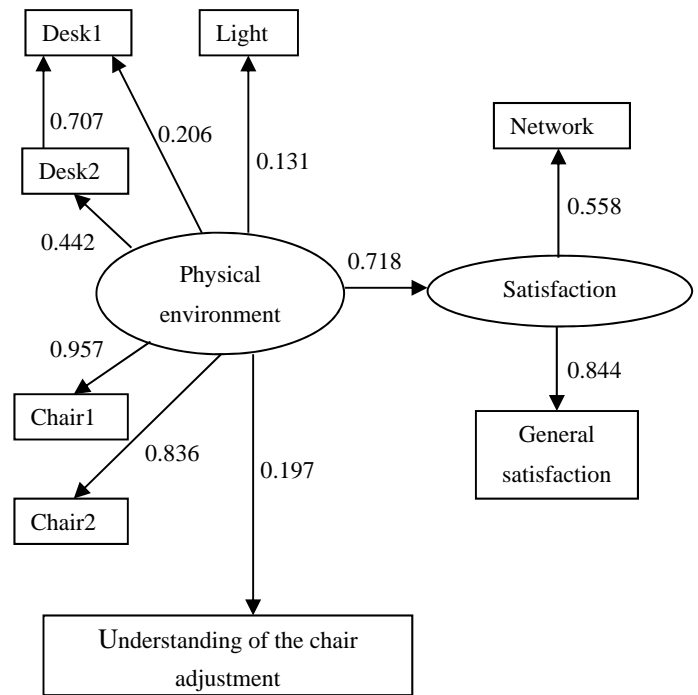 Desk1
Light
0.707
0.206
0.131
Network
Desk2
0.442
0.558
0.718
Physical
environment
Satisfaction
0.957
0.844
Chair1
0.836
0.197
General
satisfaction
Chair2
Understanding of the chair
adjustment